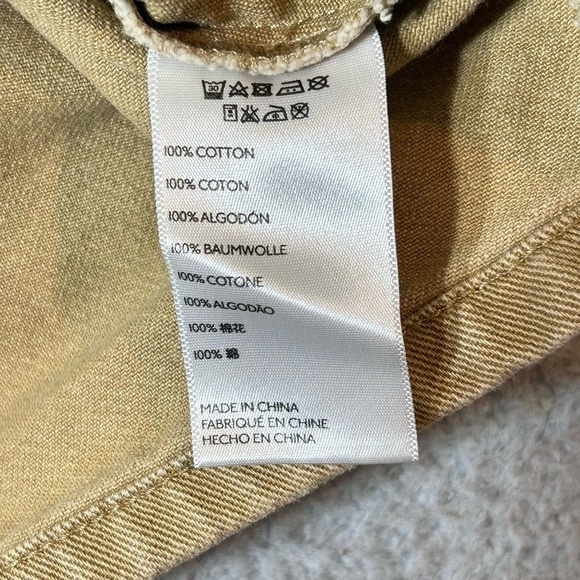 30
100% COTTON
100% COTON
100% ALGODÓN
100% BAUMWOLLE
100% COTONE
100% ALGODÃO
100% 棉花
100% 綿
MADE IN CHINA
FABRIQUÉ EN CHINE
HECHO EN CHINA